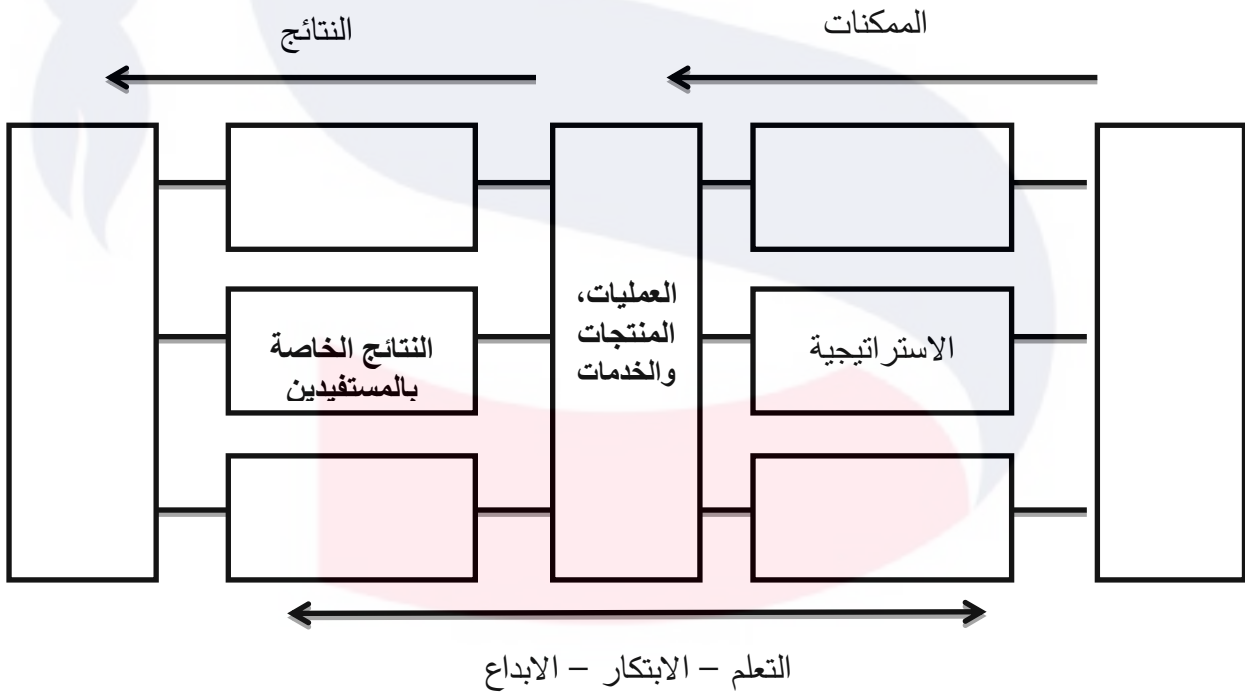 الممكنات
النتائج
الاستراتيجية
العمليات،
المنتجات
والخدمات
النتائج الخاصة
بالمستفيدين
التعلم – الابتكار – الابداع